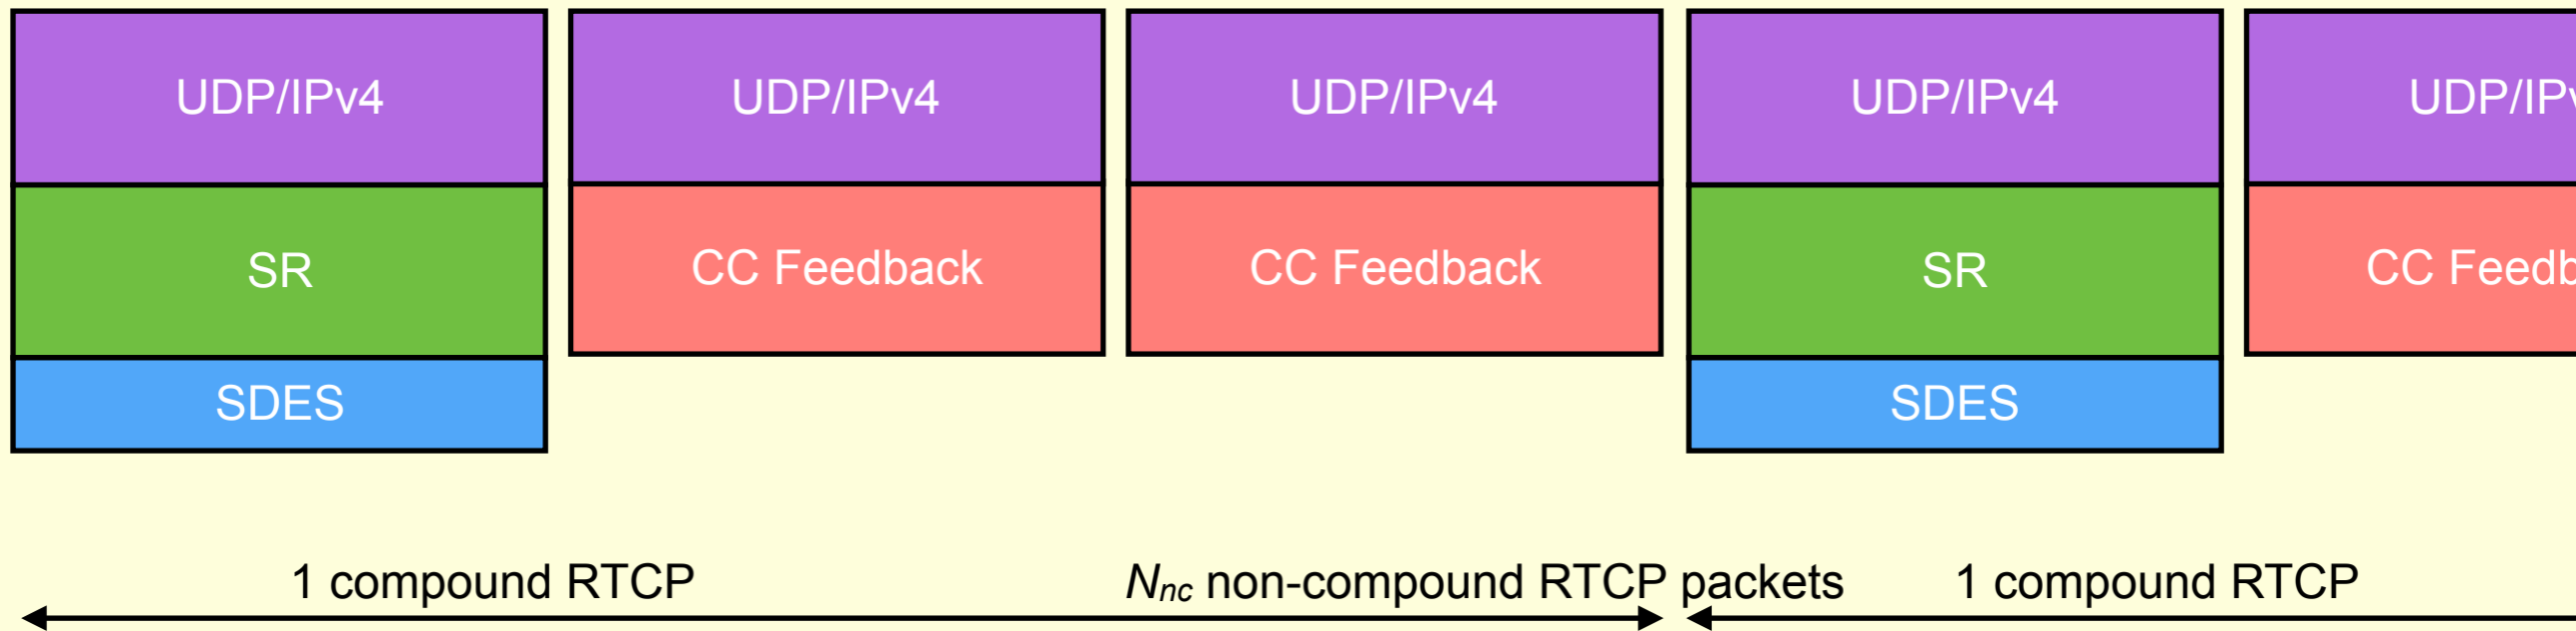 UDP/IPv4 UDP/IPv4 UDP/IPv4 UDP/IPv4
SR CC Feedback CC Feedback SR CC
SDES SDES
1 compound RTCP Nnc non-compound RTCP packets 1 compound RTCP